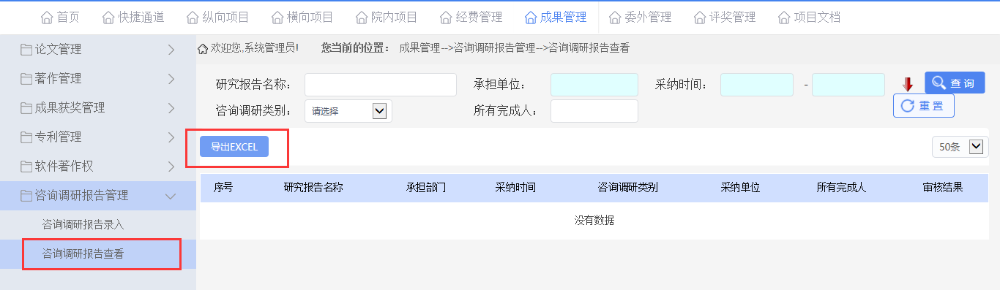 首页 快捷通道 纵向项目 横向项目 院内项目 经费管理 成果管理 委外管理 评奖管理 项目文档
论文管理
著作管理
成果获奖管理
专利管理
软件著作权
咨询调研报告管理
咨询调研报告录入
咨询调研报告查看
欢迎您,系统管理员! 您当前的位置： 成果管理-->咨询调研报告管理-->咨询调研报告查看
研究报告名称： 承担单位： 采纳时间： - 查 询
咨询调研类别： 请选择 所有完成人： 重 置
导出EXCEL 50条
序号 研究报告名称 承担部门 采纳时间 咨询调研类别 采纳单位 所有完成人 审核结果
没有数据